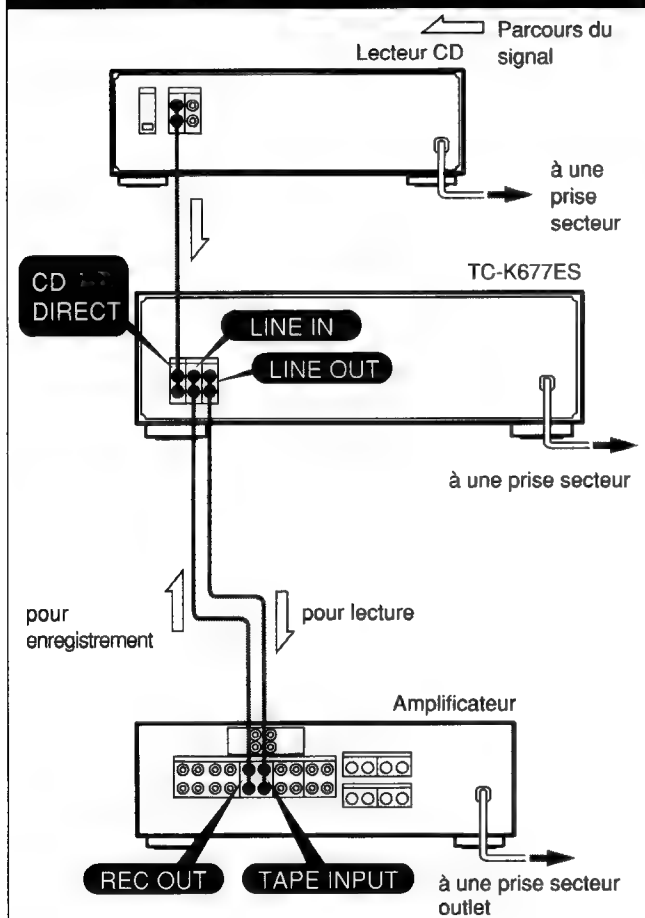 Parcours du
signal
Lecteur CD
à une
prise
secteur
TC-K677ES
CD
DIRECT
LINE IN
LINE OUT
à une prise secteur
pour
enregistrement
pour lecture
Amplificateur
REC OUT
TAPE INPUT
à une prise secteur
outlet